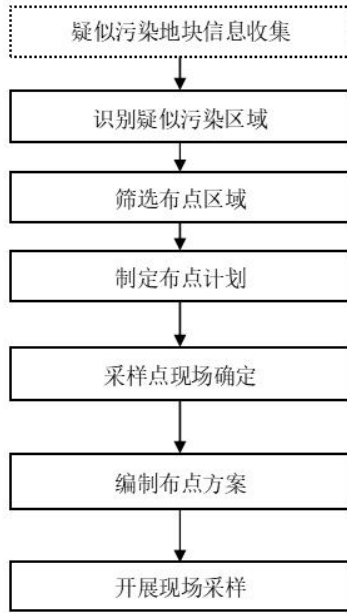 疑似污染地块信息收集
识别疑似污染区域
筛选布点区域
制定布点计划
采样点现场确定
编制布点方案
开展现场采样